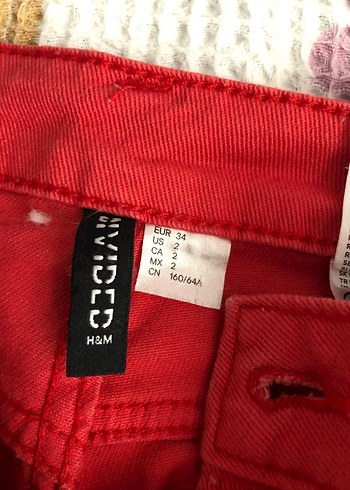 DIVIDED
H&M
EUR 34
US 2
CA 2
MX 2
CN 160/64A